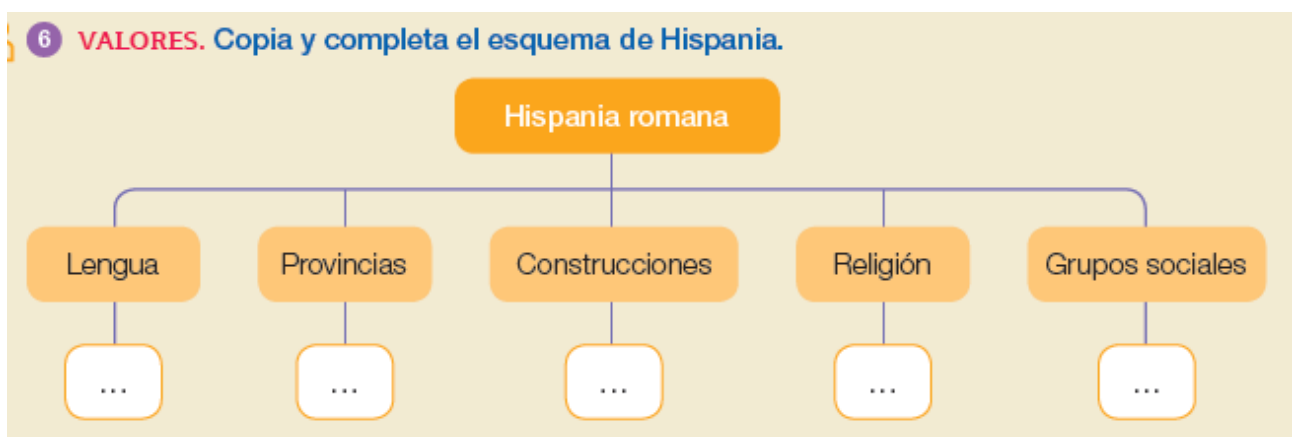 6 VALORES. Copia y completa el esquema de Hispania.
Hispania romana
Lengua Provincias Construcciones Religión Grupos sociales
... ... ... ... ...